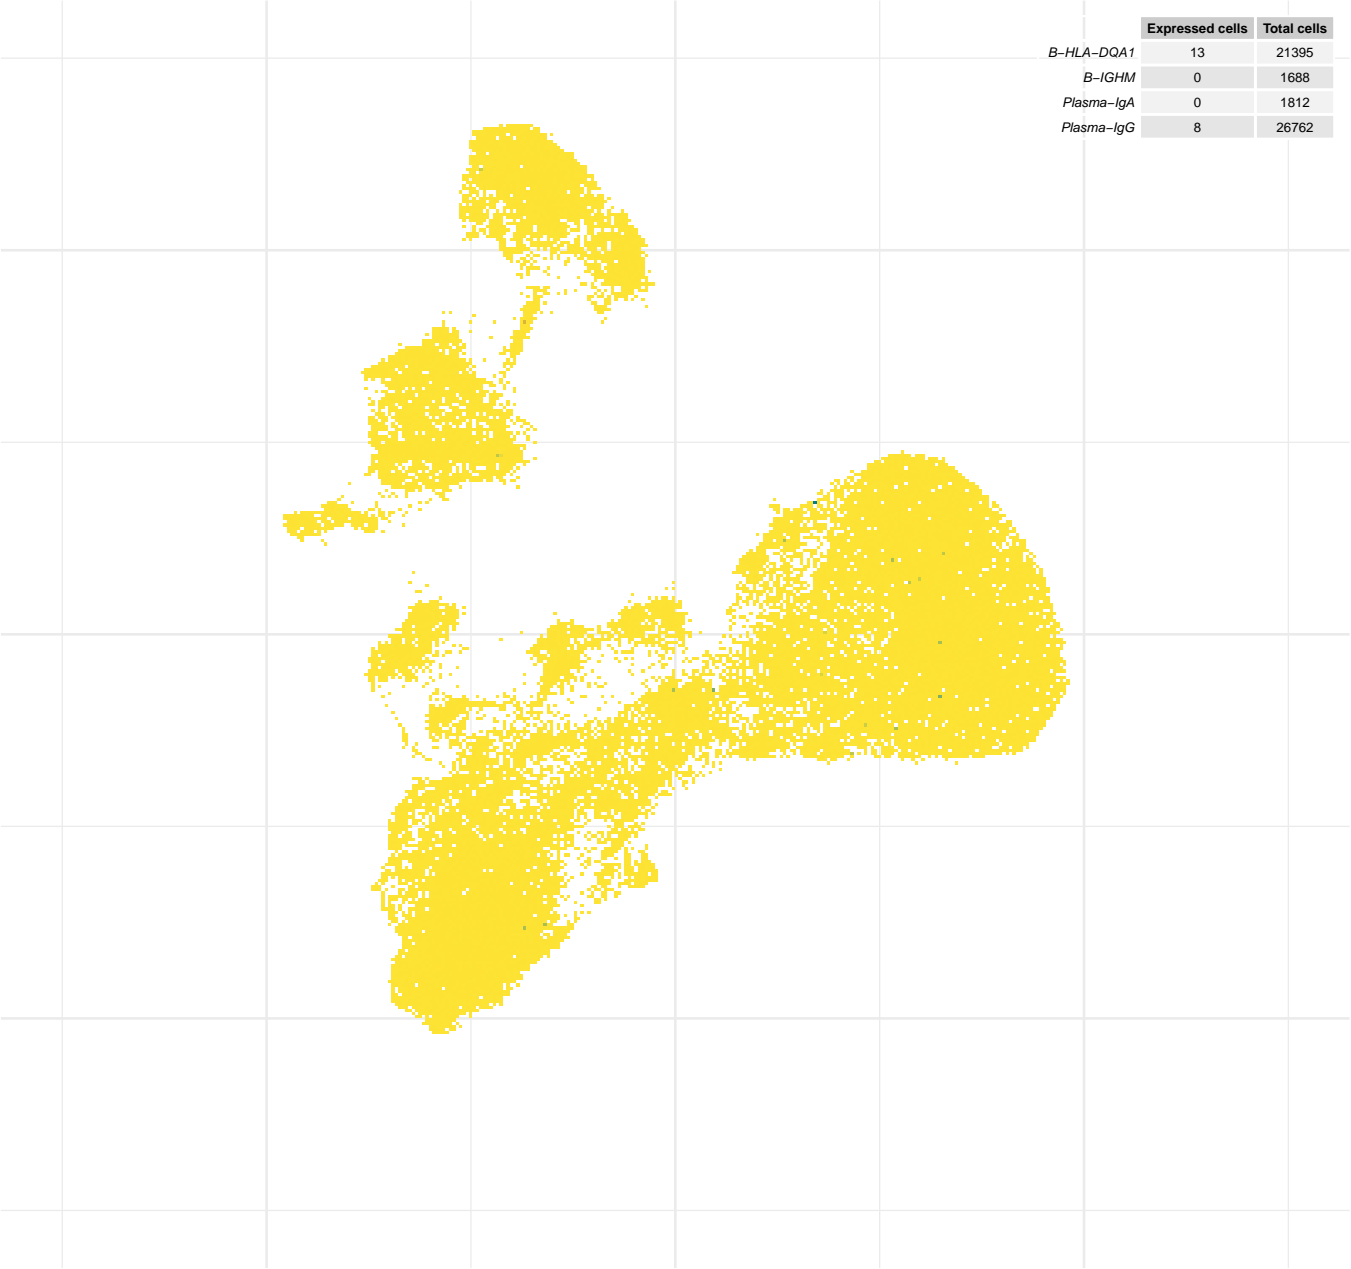 Expressed cells Total cells
B−HLA−DQA1 13 21395
B−IGHM 0 1688
Plasma−IgA 0 1812
Plasma−IgG 8 26762